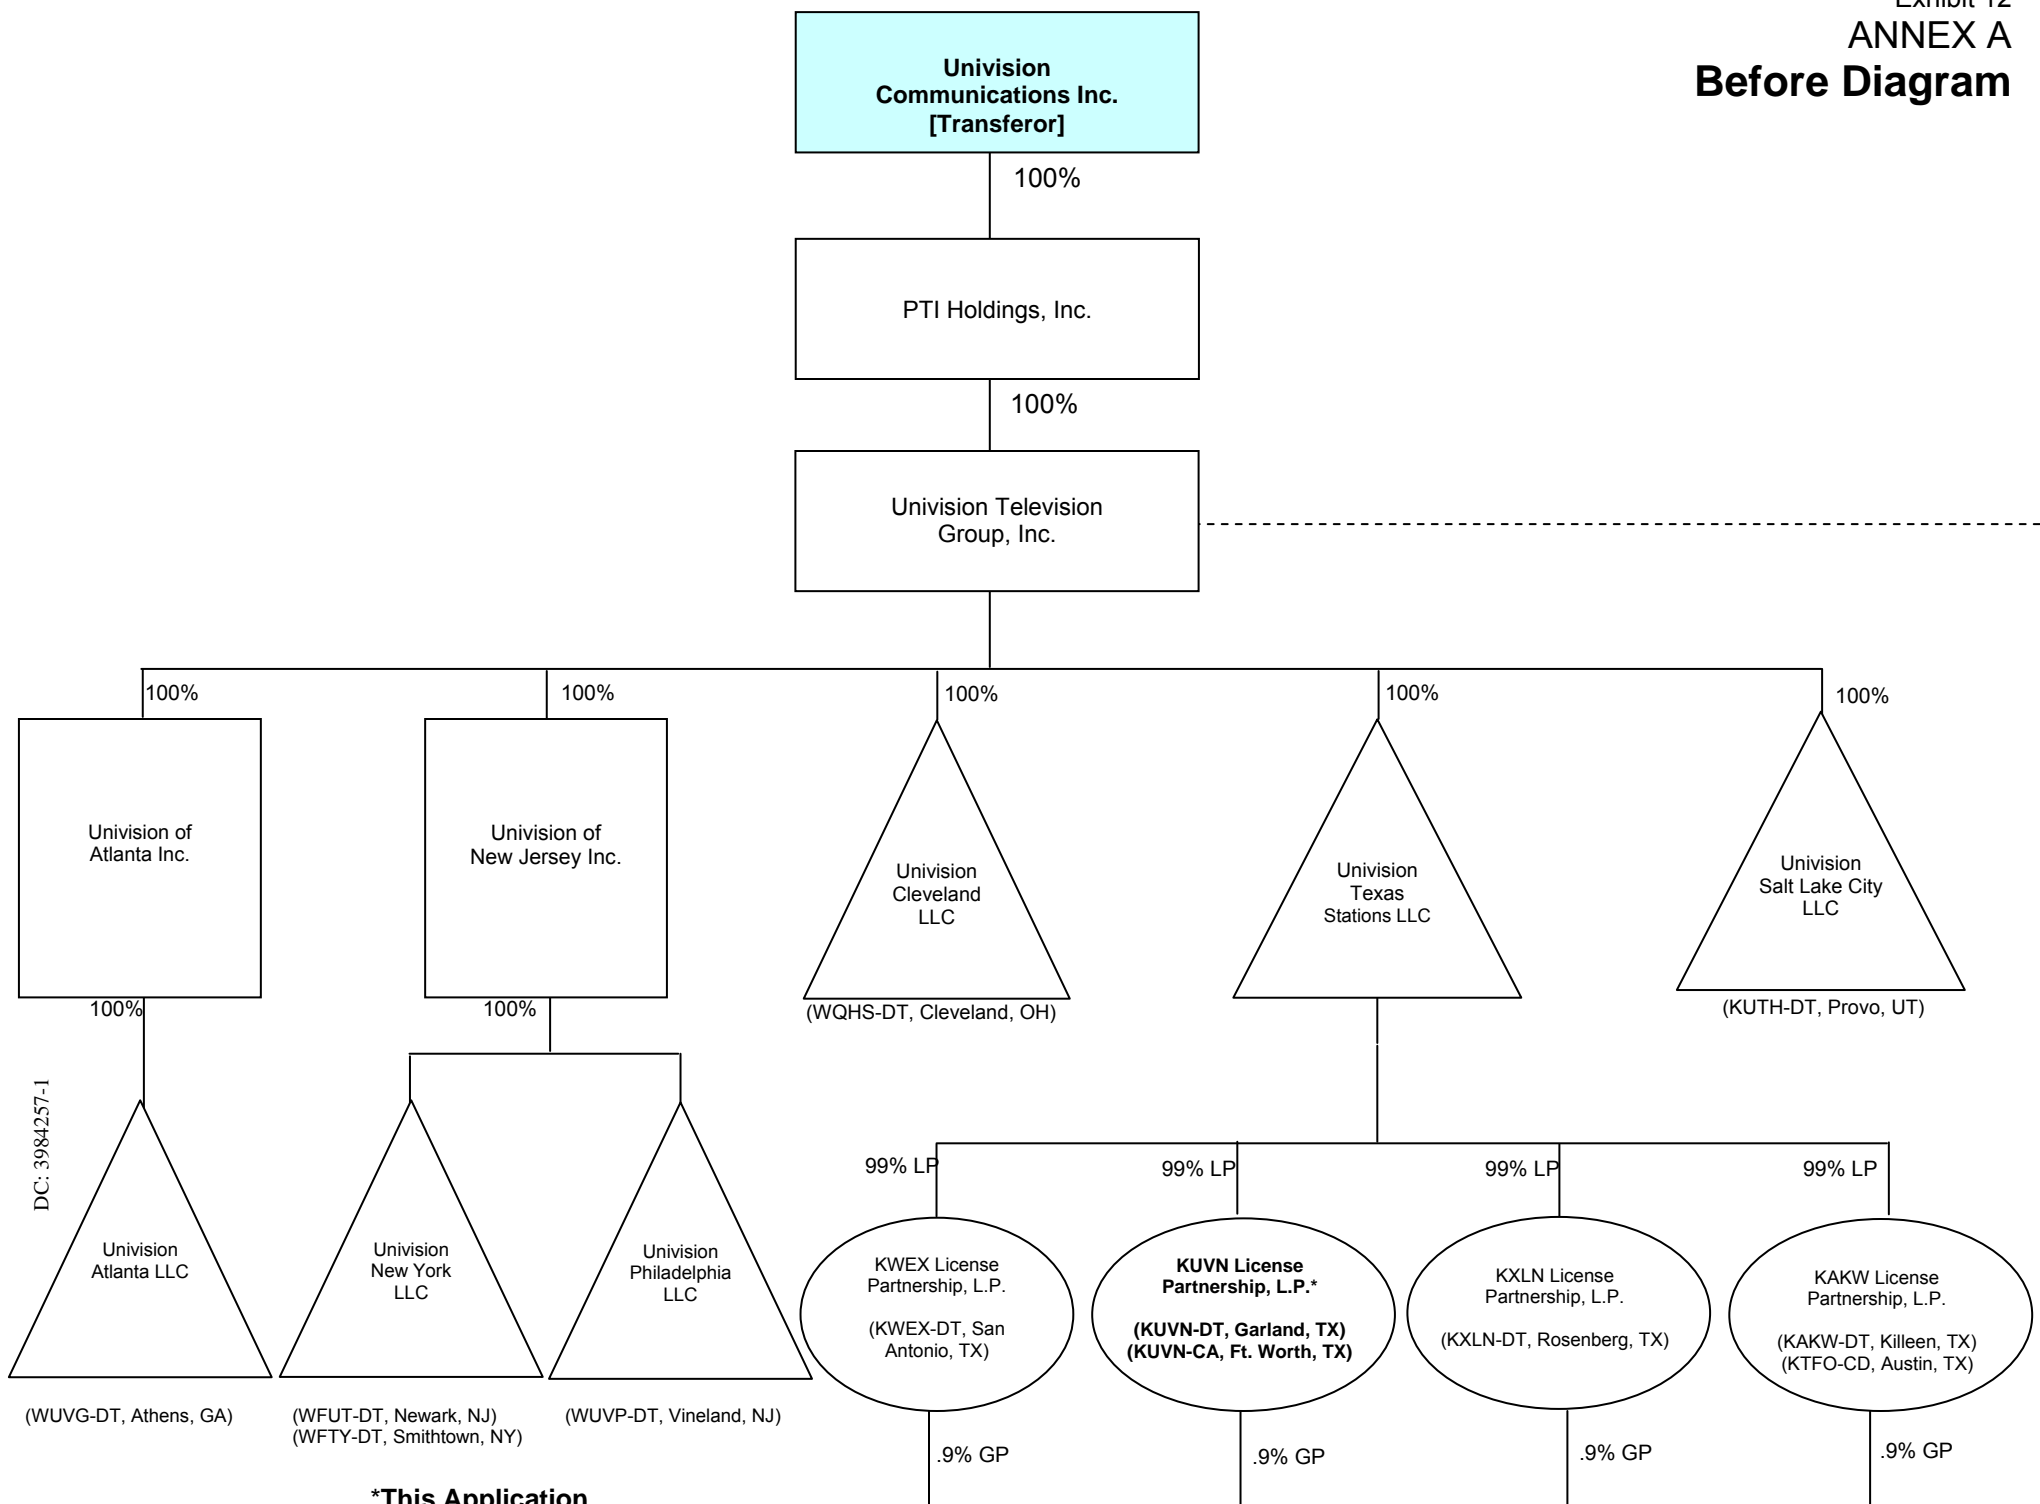 Exhibit 12
ANNEX A
Before Diagram
Univision
Communications Inc.
[Transferor]
100%
PTI Holdings, Inc.
100%
Univision Television
Group, Inc.
100%
100%
100%
100%
100%
Univision of
Atlanta Inc.
Univision of
New Jersey Inc.
Univision
Cleveland
LLC
Univision
Texas
Stations LLC
Univision
Salt Lake City
LLC
100%
100%
(WQHS-DT, Cleveland, OH)
(KUTH-DT, Provo, UT)
DC: 3984257-1
99% LP
99% LP
99% LP
99% LP
Univision
Atlanta LLC
Univision
New York
LLC
Univision
Philadelphia
LLC
KWEX License
Partnership, L.P.
(KWEX-DT, San
Antonio, TX)
KUVN License
Partnership, L.P.*
(KUVN-DT, Garland, TX)
(KUVN-CA, Ft. Worth, TX)
KXLN License
Partnership, L.P.
(KXLN-DT, Rosenberg, TX)
KAKW License
Partnership, L.P.
(KAKW-DT, Killeen, TX)
(KTFO-CD, Austin, TX)
(WUVG-DT, Athens, GA)
(WFUT-DT, Newark, NJ)
(WFTY-DT, Smithtown, NY)
(WUVP-DT, Vineland, NJ)
.9% GP
.9% GP
.9% GP
.9% GP
*This Application